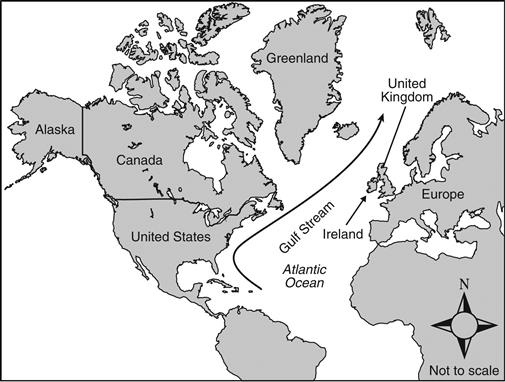 Greenland
United
Kingdom
Alaska
Canada
Europe
United States
Gulf Stream
Ireland
Atlantic
Ocean
N
Not to scale